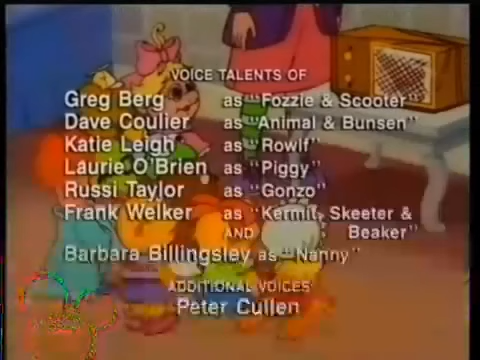 VOICE TALENTS OF
Greg Berg as "Fozzie & Scooter"
Dave Coulier as "Animal & Bunsen"
Katie Leigh as "Rowlf"
Laurie O'Brien as "Piggy"
Russi Taylor as "Gonzo"
Frank Welker as "Kermit, Skeeter &
AND Beaker"
Barbara Billingsley as "Nanny"
ADDITIONAL VOICES
Peter Cullen